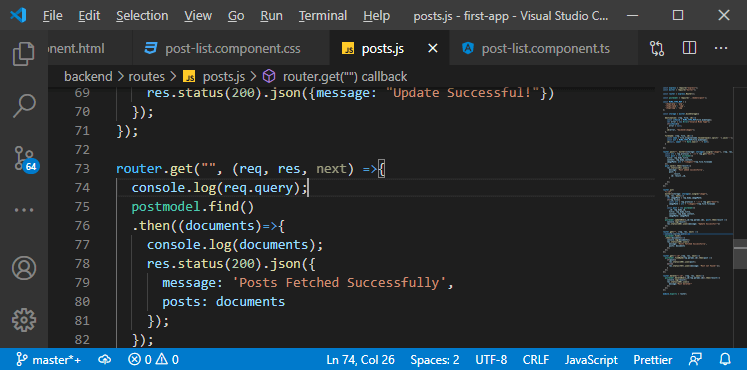 File Edit Selection View Go Run Terminal Help posts.js - first-app - Visual Studio C...
onent.html post-list.component.css JS posts.js post-list.component.ts
backend > routes > JS posts.js > router.get("") callback
69 res.status(200).json({message: "Update Successful!"})
70 });
71 });
72
73 router.get("", (req, res, next) =>{
74 console.log(req.query);
75 postmodel.find()
76 .then((documents)=>{
77 console.log(documents);
78 res.status(200).json({
79 message: 'Posts Fetched Successfully',
80 posts: documents
81 });
82 });
64
master*+ 0 0 Ln 74, Col 26 Spaces: 2 UTF-8 CRLF JavaScript Prettier